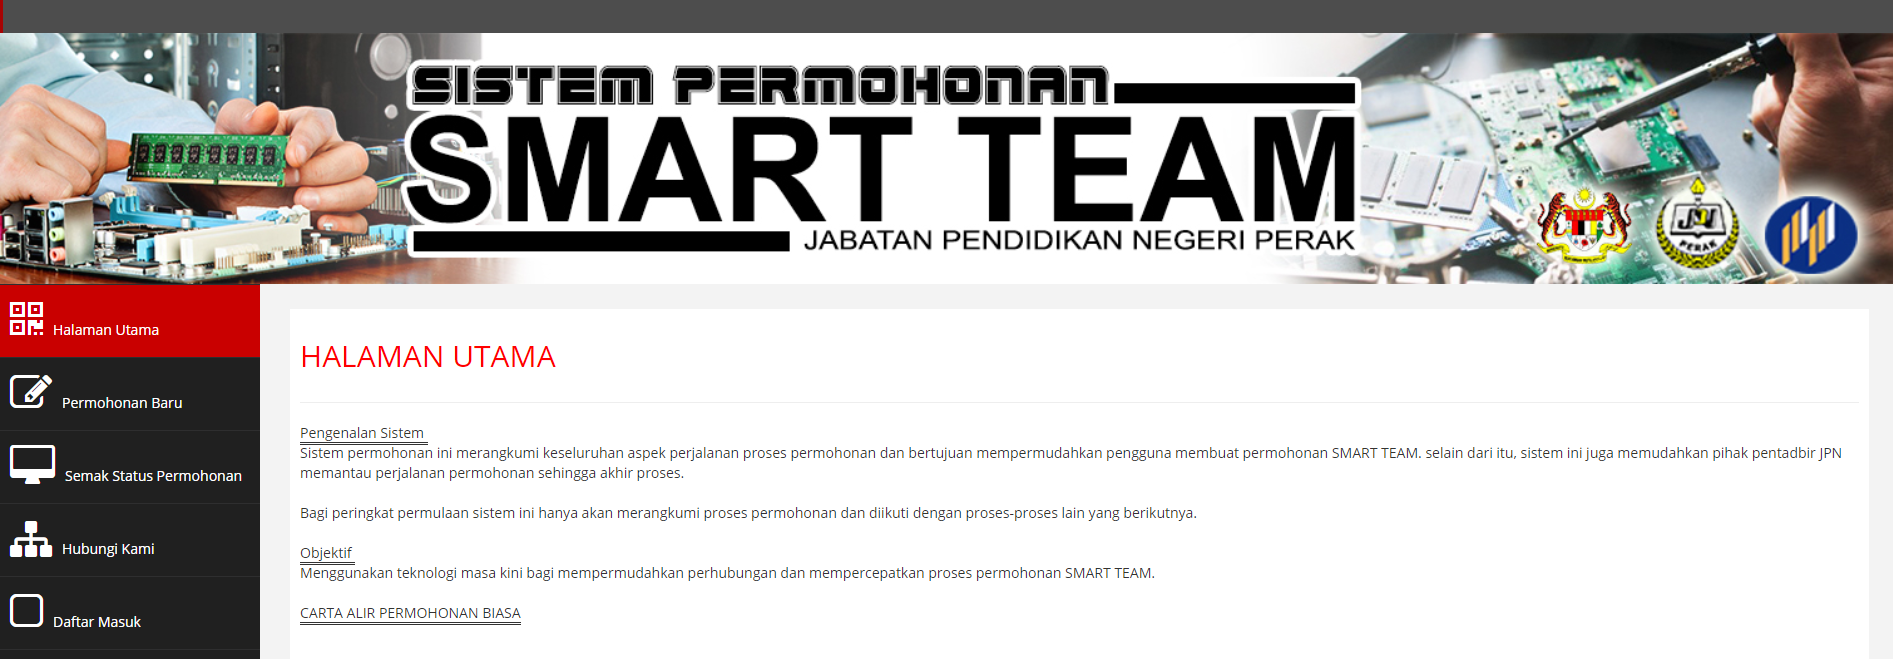 SISTEM PERMOHONAN
SMART TEAM
JABATAN PENDIDIKAN NEGERI PERAK
PERAK
Halaman Utama
Permohonan Baru
Semak Status Permohonan
Hubungi Kami
Daftar Masuk
HALAMAN UTAMA
Pengenalan Sistem
Sistem permohonan ini merangkumi keseluruhan aspek perjalanan proses permohonan dan bertujuan mempermudahkan pengguna membuat permohonan SMART TEAM. selain dari itu, sistem ini juga memudahkan pihak pentadbir JPN
memantau perjalanan permohonan sehingga akhir proses.
Bagi peringkat permulaan sistem ini hanya akan merangkumi proses permohonan dan diikuti dengan proses-proses lain yang berikutnya.
Objektif
Menggunakan teknologi masa kini bagi mempermudahkan perhubungan dan mempercepatkan proses permohonan SMART TEAM.
CARTA ALIR PERMOHONAN BIASA